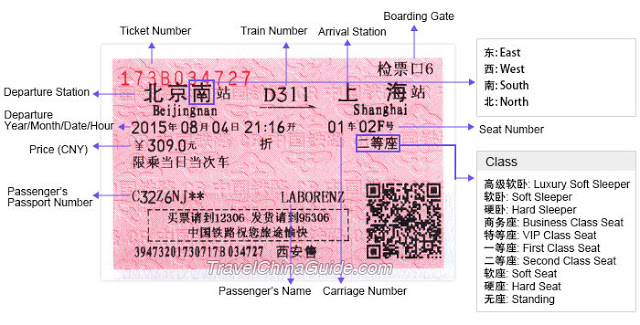 Ticket Number
Train Number
Arrival Station
Boarding Gate
173B034727
检票口6
Departure Station
北京南站
D311
上海站
Beijingnan
Shanghai
Departure
Year/Month/Date/Hour
2015年08月04日21:16开
01车02F号
Seat Number
Price (CNY)
￥309.0元
折
二等座
限乘当日当次车
Passenger's
Passport Number
C32Z6NJ**
LABORENZ
买票请到12306 发货请到95306
中国铁路祝您旅途愉快
39473201730717B034727 西安售
TravelChinaGuide.com
Passenger's Name
Carriage Number
东: East
西: West
南: South
北: North
Class
高级软卧: Luxury Soft Sleeper
软卧: Soft Sleeper
硬卧: Hard Sleeper
商务座: Business Class Seat
特等座: VIP Class Seat
一等座: First Class Seat
二等座: Second Class Seat
软座: Soft Seat
硬座: Hard Seat
无座: Standing